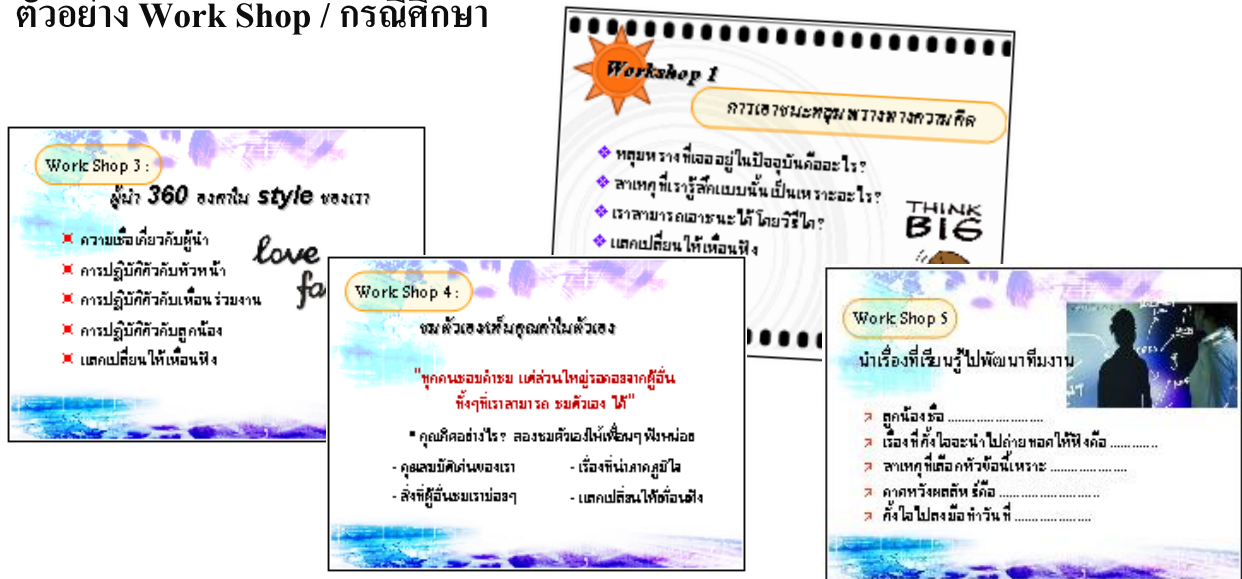 ตัวอย่าง Work Shop / กรณีศึกษา
Workshop 1
การเอาชนะหลุมพรางทางความคิด
หลุมพรางที่เจออยู่ในปัจจุบันคืออะไร?
สาเหตุที่เรารู้สึกแบบนั้นเป็นเพราะอะไร?
เราสามารถเอาชนะได้โดยวิธีใด?
แลกเปลี่ยนให้เพื่อนฟัง
THINK
BIG
Work Shop 3 :
ผู้นำ 360 องศาใน style ของเรา
ความเชื่อเกี่ยวกับผู้นำ
การปฏิบัติตัวกับหัวหน้า
การปฏิบัติตัวกับเพื่อนร่วมงาน
การปฏิบัติตัวกับลูกน้อง
แลกเปลี่ยนให้เพื่อนฟัง
love
fa
Work Shop 4 :
ชมตัวเองเห็นคุณค่าในตัวเอง
"ทุกคนชอบคำชม แต่ส่วนใหญ่รอคอยจากผู้อื่น
ทั้งๆที่เราสามารถ ชมตัวเอง ได้"
คุณคิดอย่างไร? ลองชมตัวเองให้เพื่อนๆ ฟังหน่อย
- คุณสมบัติเด่นของเรา - เรื่องที่น่าภาคภูมิใจ
- สิ่งที่ผู้อื่นชมเราบ่อยๆ - แลกเปลี่ยนให้เพื่อนฟัง
Work Shop 5
นำเรื่องที่เรียนรู้ไปพัฒนาทีมงาน
ลูกน้องชื่อ .......................
เรื่องที่ตั้งใจจะนำไปถ่ายทอดให้ฟังคือ ............
สาเหตุที่เลือกหัวข้อนี้เพราะ ...................
คาดหวังผลลัพธ์คือ .........................
ตั้งใจไปลงมือทำวันที่ ...................